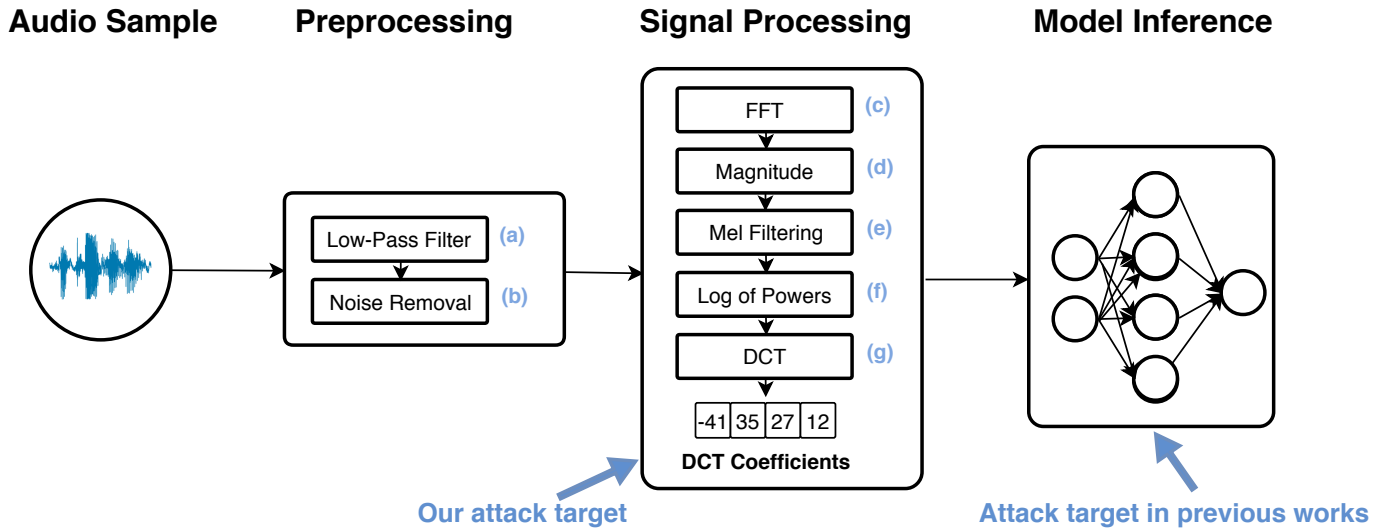 Audio Sample
Preprocessing
Signal Processing
Model Inference
Low-Pass Filter (a)
Noise Removal (b)
FFT (c)
Magnitude (d)
Mel Filtering (e)
Log of Powers (f)
DCT (g)
-41 35 27 12
DCT Coefficients
Our attack target
Attack target in previous works